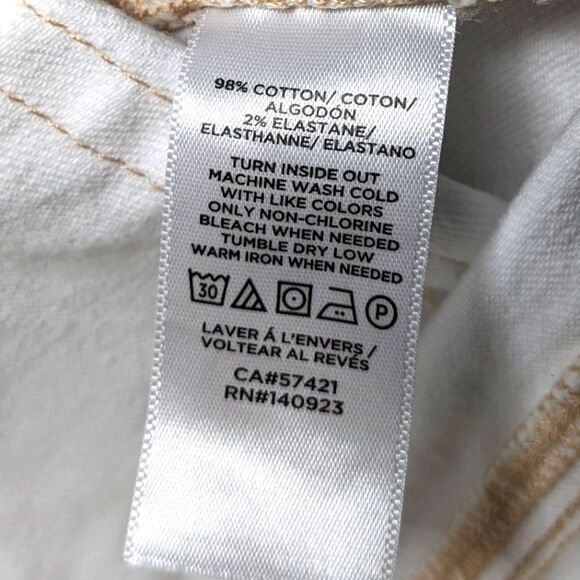 98% COTTON/ COTON/
ALGODÓN
2% ELASTANE/
ELASTHANNE/ ELASTANO
TURN INSIDE OUT
MACHINE WASH COLD
WITH LIKE COLORS
ONLY NON-CHLORINE
BLEACH WHEN NEEDED
TUMBLE DRY LOW
WARM IRON WHEN NEEDED
30 P
LAVER Á L'ENVERS /
VOLTEAR AL REVÉS
CA#57421
RN#140923